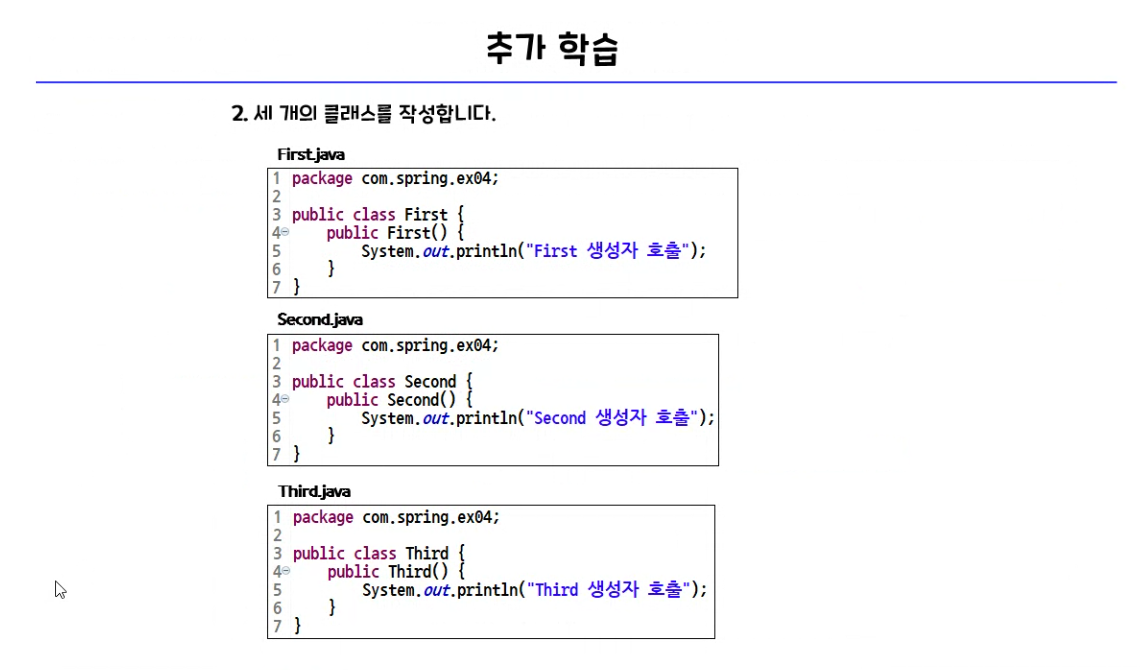 추가 학습
2. 세 개의 클래스를 작성합니다.
First.java
1 package com.spring.ex04;
2
3 public class First {
4 public First() {
5 System.out.println("First 생성자 호출");
6 }
7 }
Second.java
1 package com.spring.ex04;
2
3 public class Second {
4 public Second() {
5 System.out.println("Second 생성자 호출");
6 }
7 }
Third.java
1 package com.spring.ex04;
2
3 public class Third {
4 public Third() {
5 System.out.println("Third 생성자 호출");
6 }
7 }